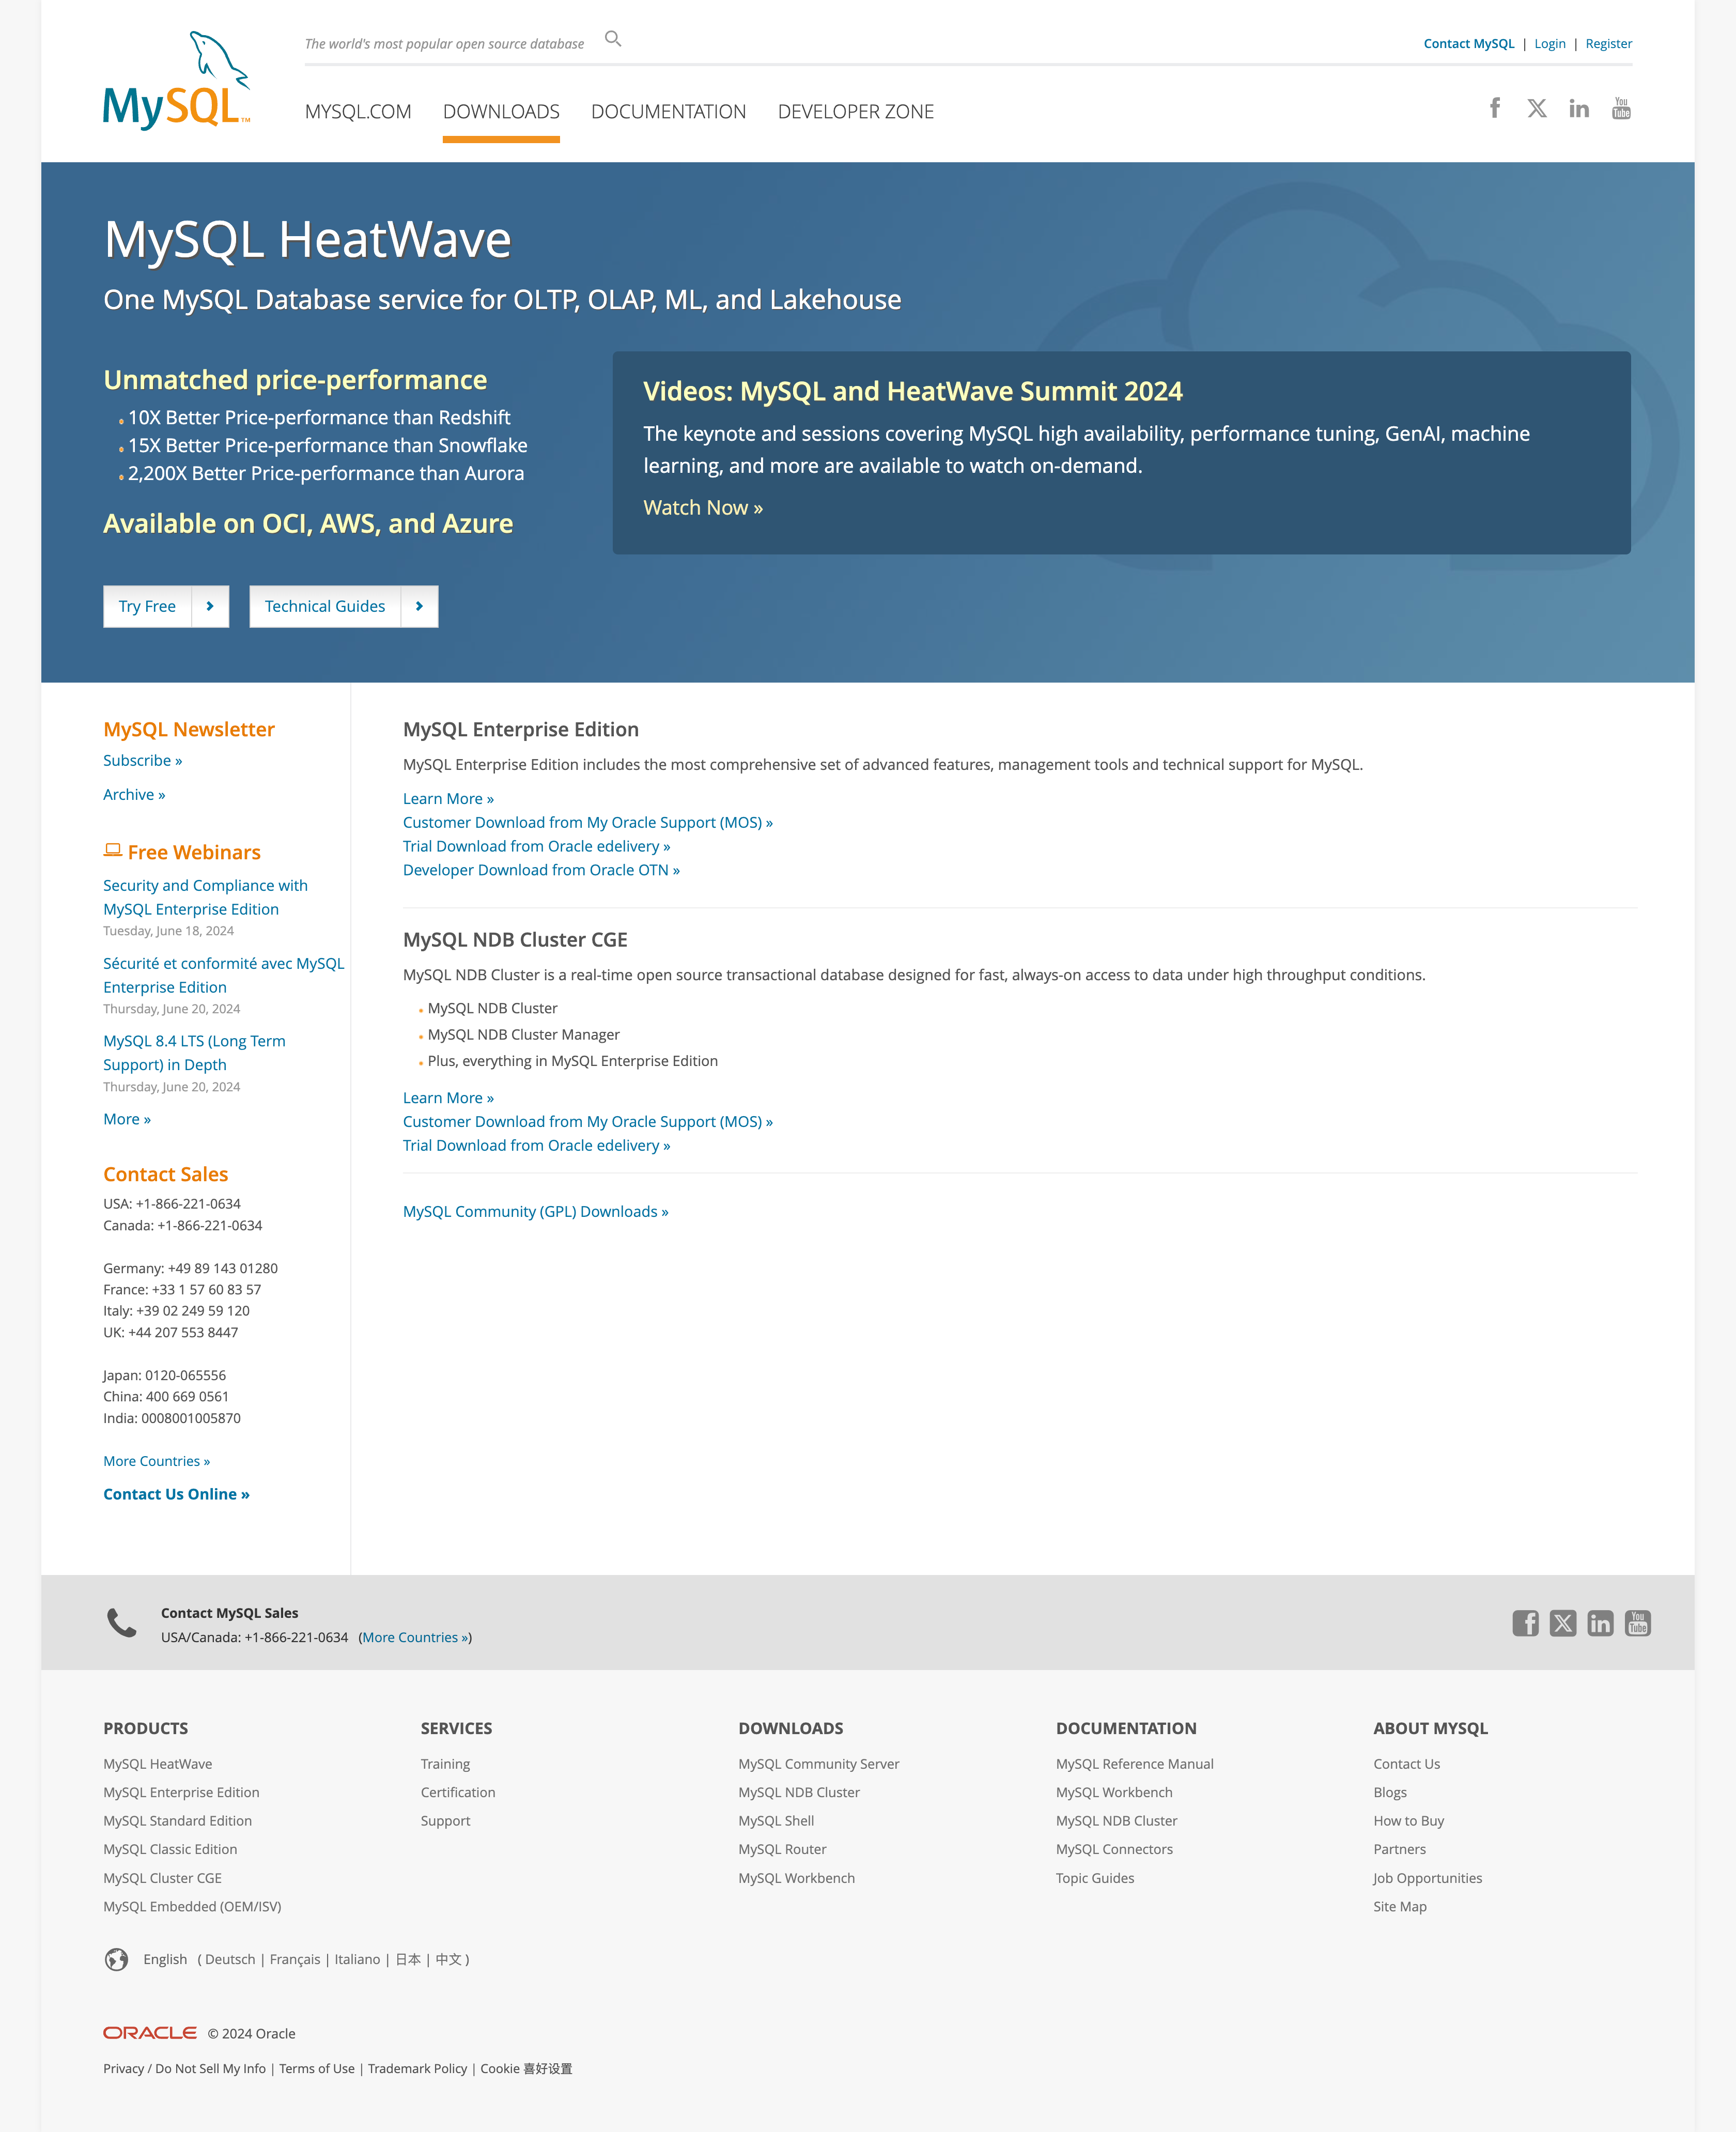 MySQL™
The world's most popular open source database
Contact MySQL | Login | Register
MYSQL.COM DOWNLOADS DOCUMENTATION DEVELOPER ZONE
You Tube
MySQL HeatWave
One MySQL Database service for OLTP, OLAP, ML, and Lakehouse
Unmatched price-performance
10X Better Price-performance than Redshift
15X Better Price-performance than Snowflake
2,200X Better Price-performance than Aurora
Available on OCI, AWS, and Azure
Videos: MySQL and HeatWave Summit 2024
The keynote and sessions covering MySQL high availability, performance tuning, GenAI, machine
learning, and more are available to watch on-demand.
Watch Now »
Try Free
Technical Guides
MySQL Newsletter
Subscribe »
Archive »
Free Webinars
Security and Compliance with
MySQL Enterprise Edition
Tuesday, June 18, 2024
Sécurité et conformité avec MySQL
Enterprise Edition
Thursday, June 20, 2024
MySQL 8.4 LTS (Long Term
Support) in Depth
Thursday, June 20, 2024
More »
Contact Sales
USA: +1-866-221-0634
Canada: +1-866-221-0634
Germany: +49 89 143 01280
France: +33 1 57 60 83 57
Italy: +39 02 249 59 120
UK: +44 207 553 8447
Japan: 0120-065556
China: 400 669 0561
India: 0008001005870
More Countries »
Contact Us Online »
MySQL Enterprise Edition
MySQL Enterprise Edition includes the most comprehensive set of advanced features, management tools and technical support for MySQL.
Learn More »
Customer Download from My Oracle Support (MOS) »
Trial Download from Oracle edelivery »
Developer Download from Oracle OTN »
MySQL NDB Cluster CGE
MySQL NDB Cluster is a real-time open source transactional database designed for fast, always-on access to data under high throughput conditions.
MySQL NDB Cluster
MySQL NDB Cluster Manager
Plus, everything in MySQL Enterprise Edition
Learn More »
Customer Download from My Oracle Support (MOS) »
Trial Download from Oracle edelivery »
MySQL Community (GPL) Downloads »
Contact MySQL Sales
USA/Canada: +1-866-221-0634 (More Countries »)
You Tube
PRODUCTS
MySQL HeatWave
MySQL Enterprise Edition
MySQL Standard Edition
MySQL Classic Edition
MySQL Cluster CGE
MySQL Embedded (OEM/ISV)
SERVICES
Training
Certification
Support
DOWNLOADS
MySQL Community Server
MySQL NDB Cluster
MySQL Shell
MySQL Router
MySQL Workbench
DOCUMENTATION
MySQL Reference Manual
MySQL Workbench
MySQL NDB Cluster
MySQL Connectors
Topic Guides
ABOUT MYSQL
Contact Us
Blogs
How to Buy
Partners
Job Opportunities
Site Map
English ( Deutsch | Français | Italiano | 日本 | 中文 )
ORACLE © 2024 Oracle
Privacy / Do Not Sell My Info | Terms of Use | Trademark Policy | Cookie 喜好设置